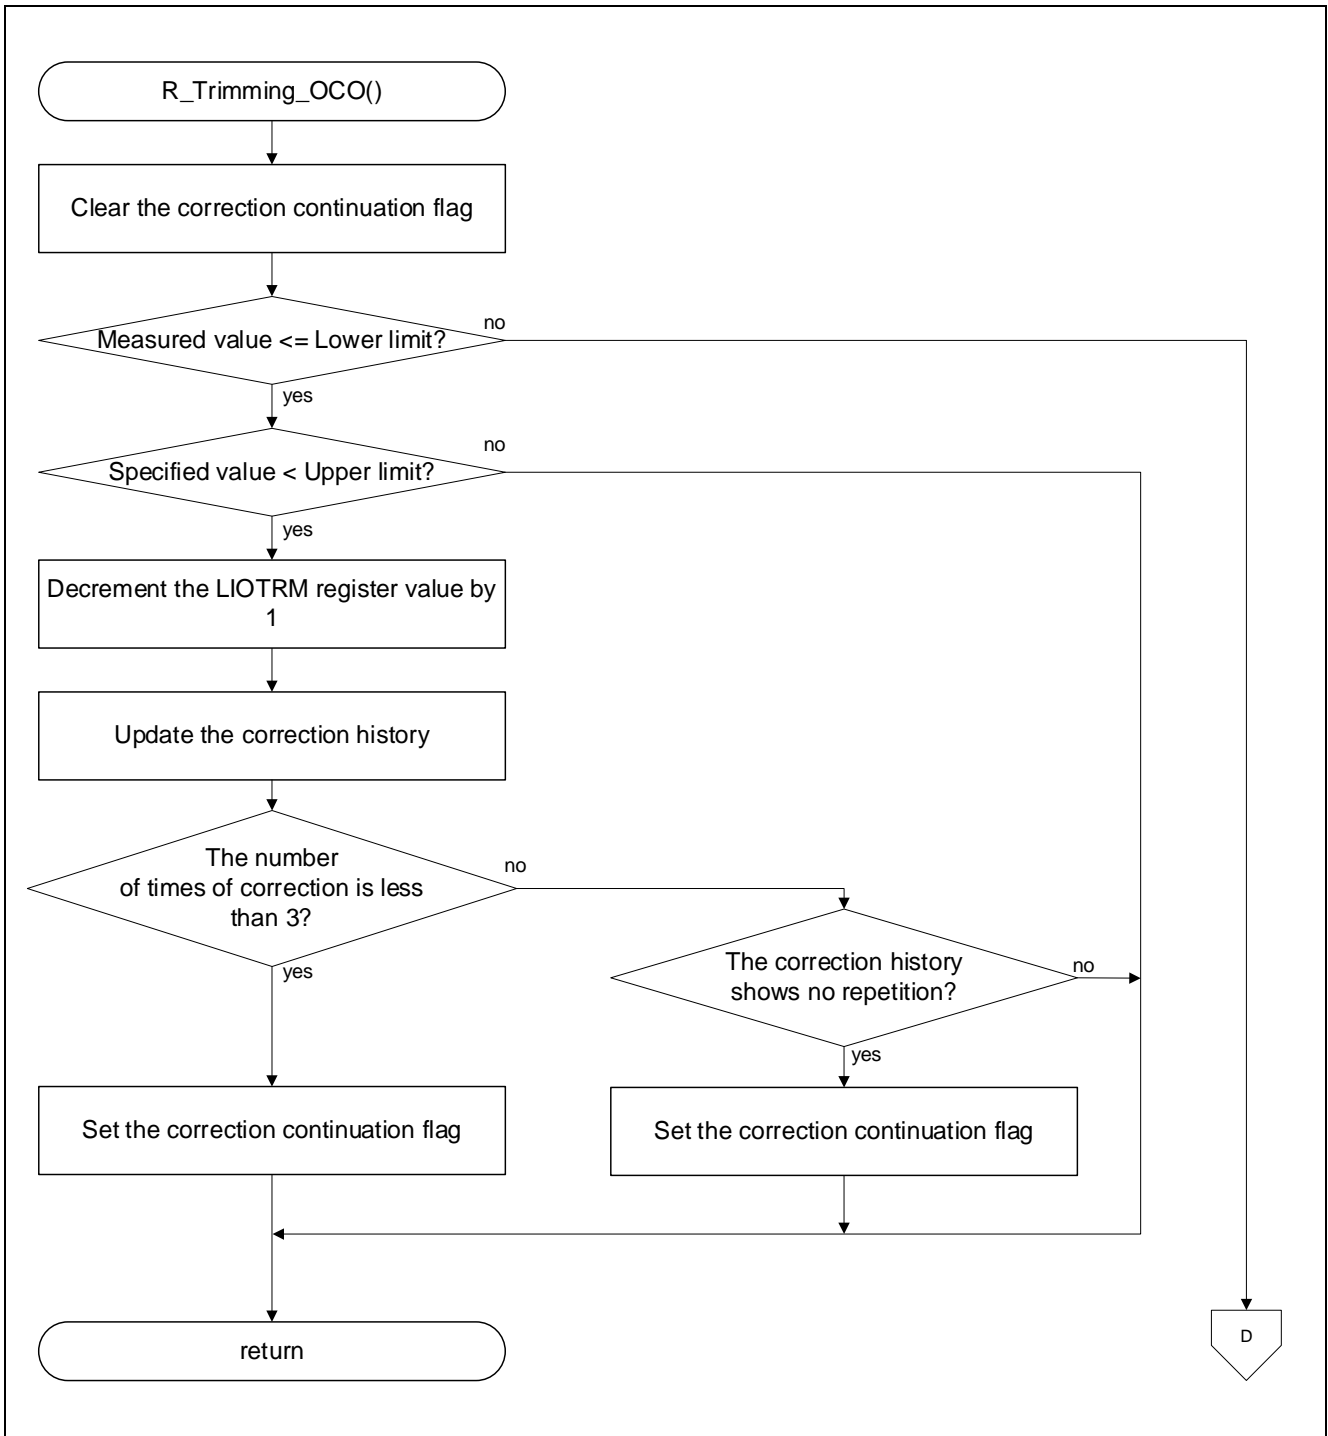 R_Trimming_OCO()
Clear the correction continuation flag
Measured value <= Lower limit?
no
yes
Specified value < Upper limit?
no
yes
Decrement the LIOTRM register value by
1
Update the correction history
The number
of times of correction is less
than 3?
no
yes
The correction history
shows no repetition?
no
yes
Set the correction continuation flag
Set the correction continuation flag
return
D